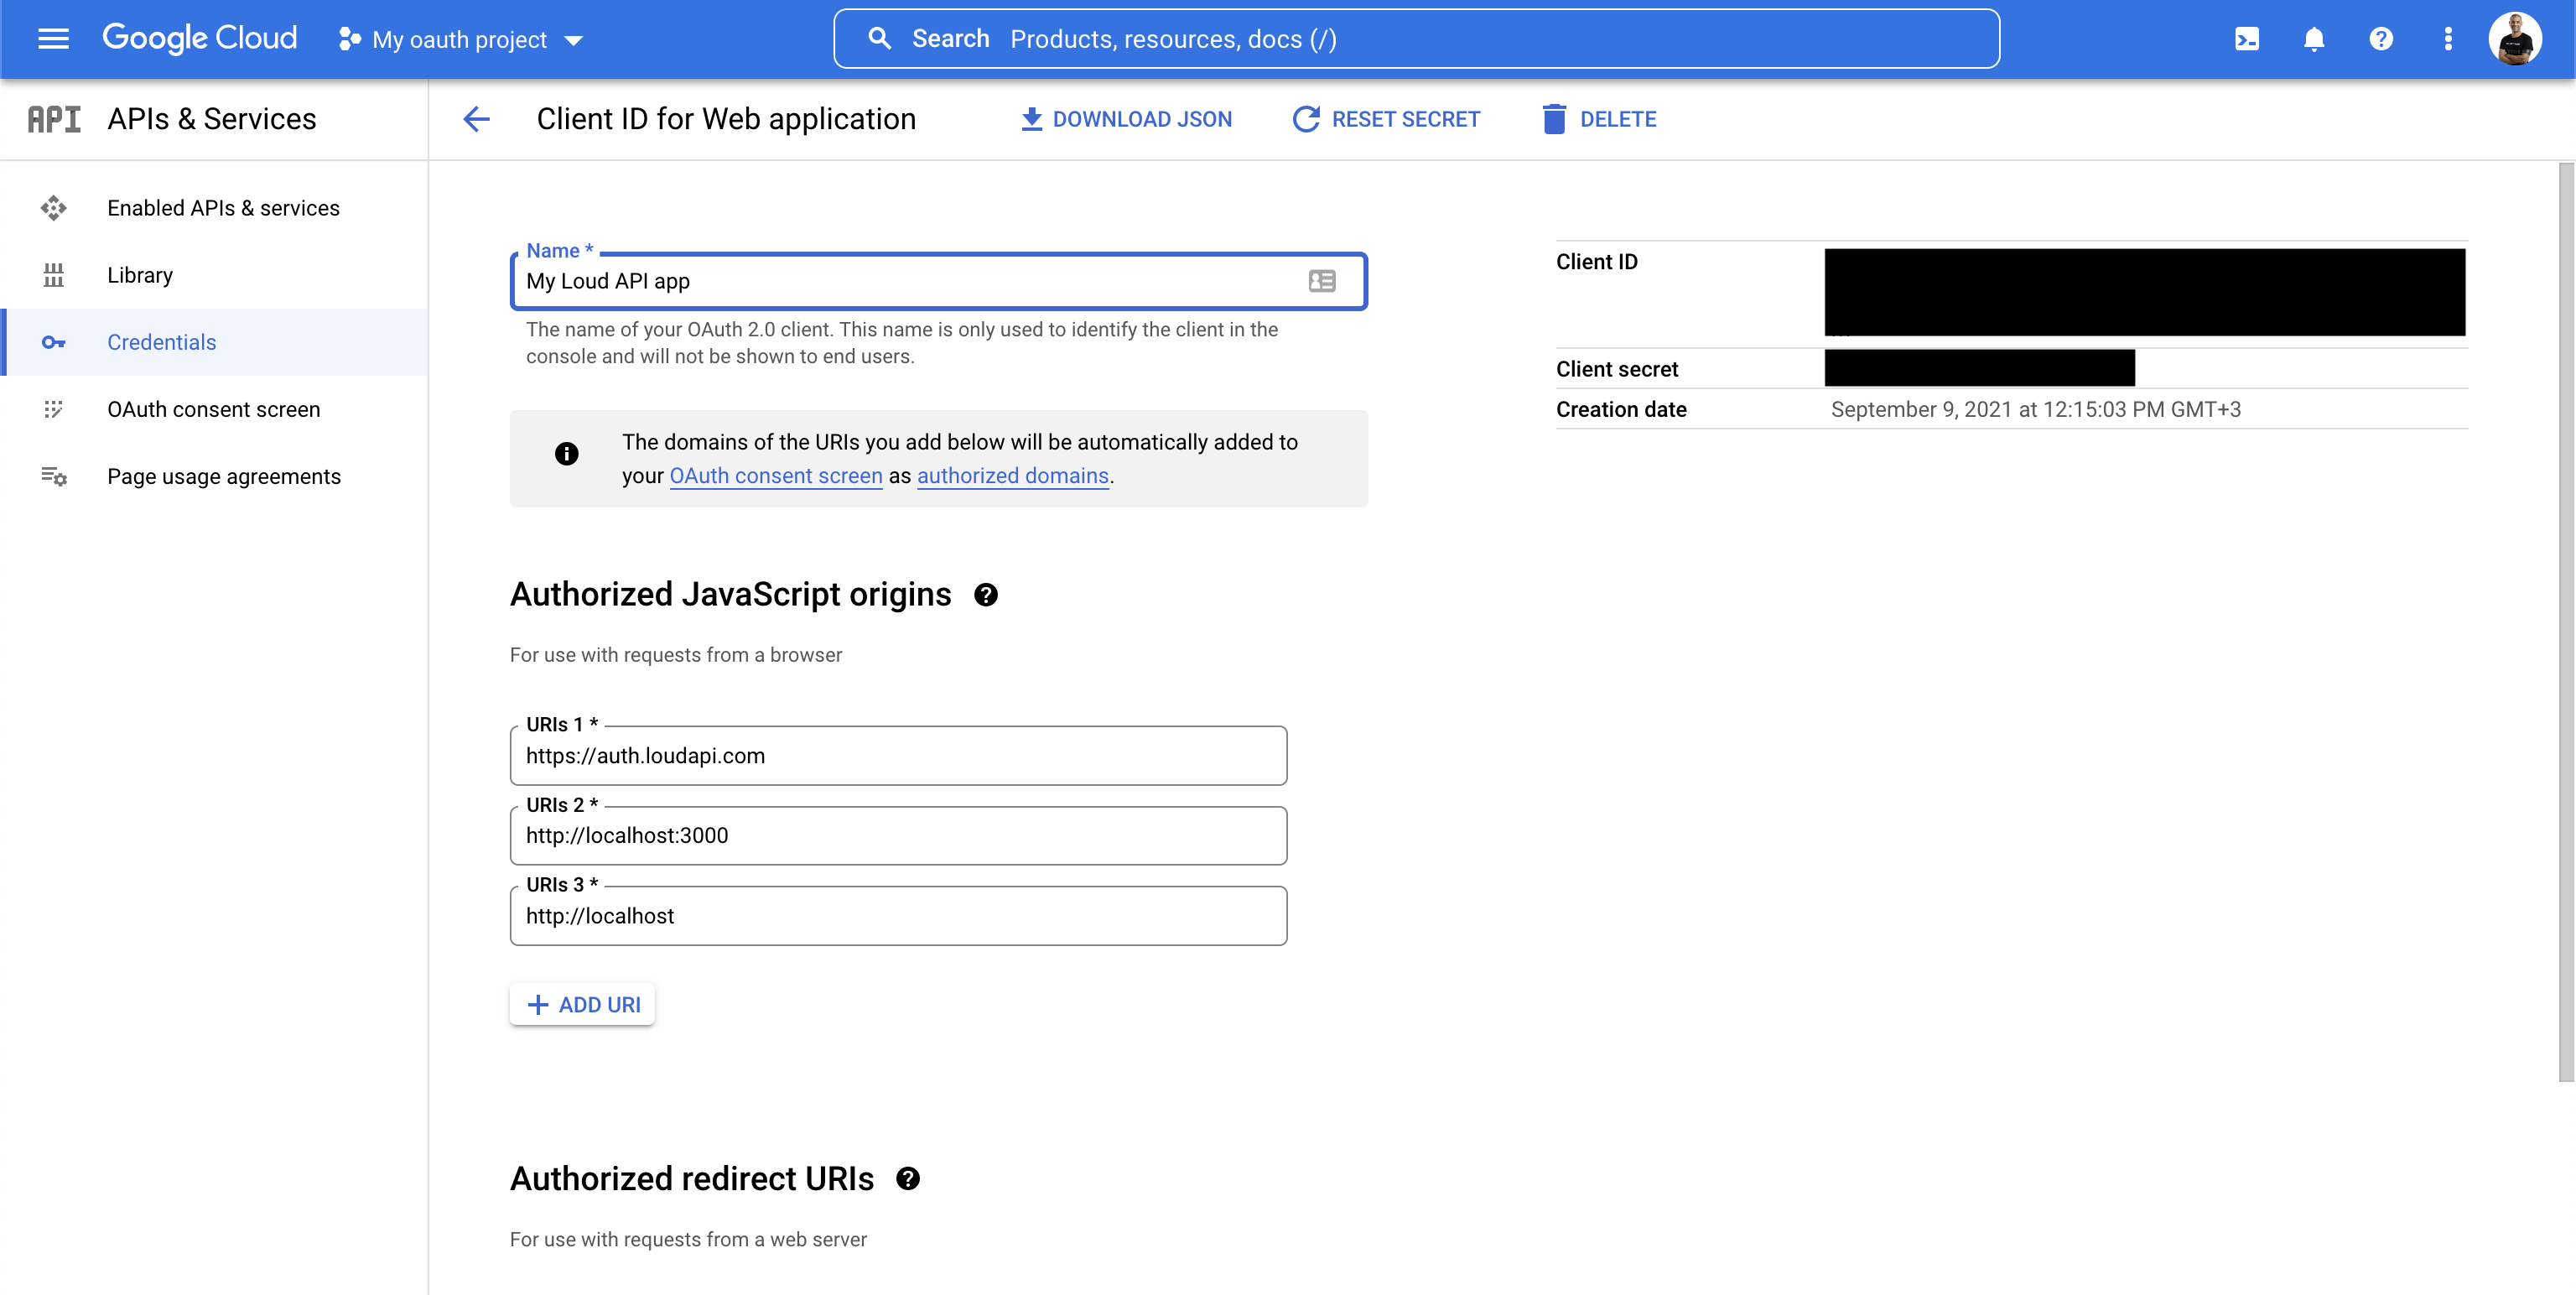 Google Cloud
My oauth project
Search Products, resources, docs (/)
API APIs & Services
Client ID for Web application
DOWNLOAD JSON
RESET SECRET
DELETE
Enabled APIs & services
Library
Credentials
OAuth consent screen
Page usage agreements
Name *
My Loud API app
The name of your OAuth 2.0 client. This name is only used to identify the client in the
console and will not be shown to end users.
The domains of the URIs you add below will be automatically added to
your OAuth consent screen as authorized domains.
Authorized JavaScript origins
For use with requests from a browser
URIs 1 *
https://auth.loudapi.com
URIs 2 *
http://localhost:3000
URIs 3 *
http://localhost
ADD URI
Authorized redirect URIs
For use with requests from a web server
Client ID
Client secret
Creation date September 9, 2021 at 12:15:03 PM GMT+3